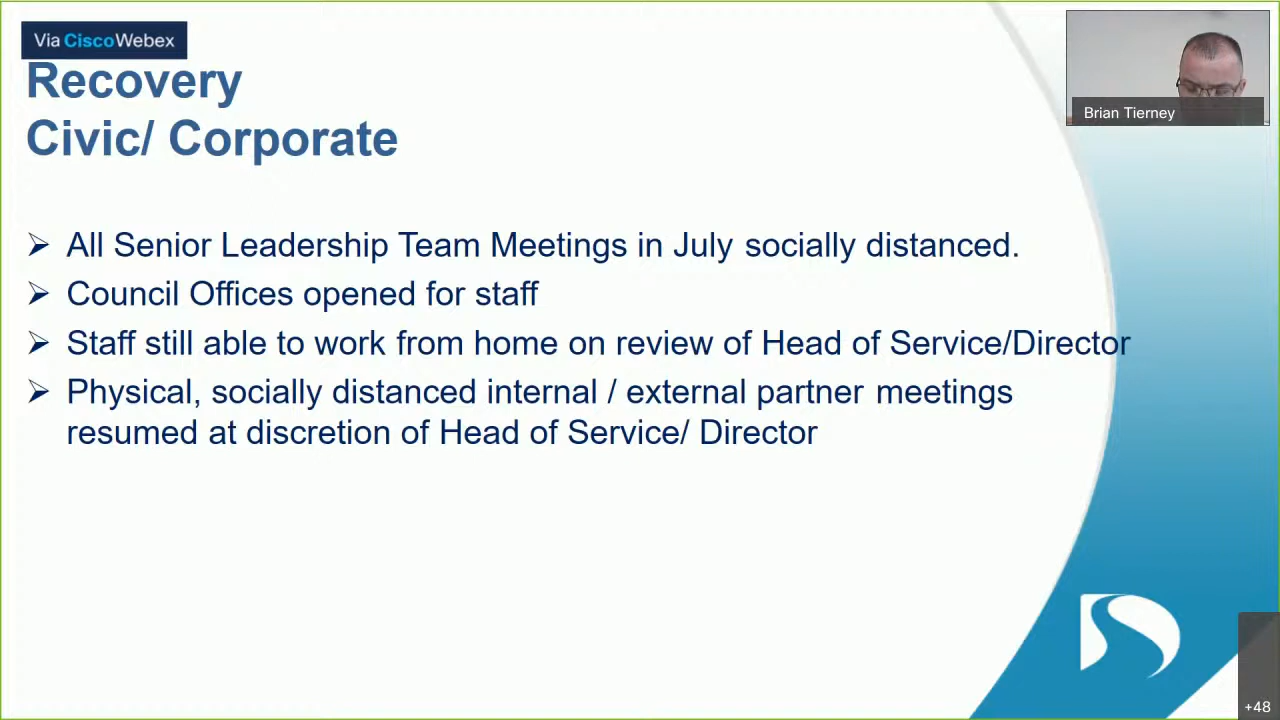 Via CiscoWebex
Recovery
Civic/ Corporate
Brian Tierney
➢ All Senior Leadership Team Meetings in July socially distanced.
➢ Council Offices opened for staff
➢ Staff still able to work from home on review of Head of Service/Director
➢ Physical, socially distanced internal / external partner meetings
resumed at discretion of Head of Service/ Director
+48